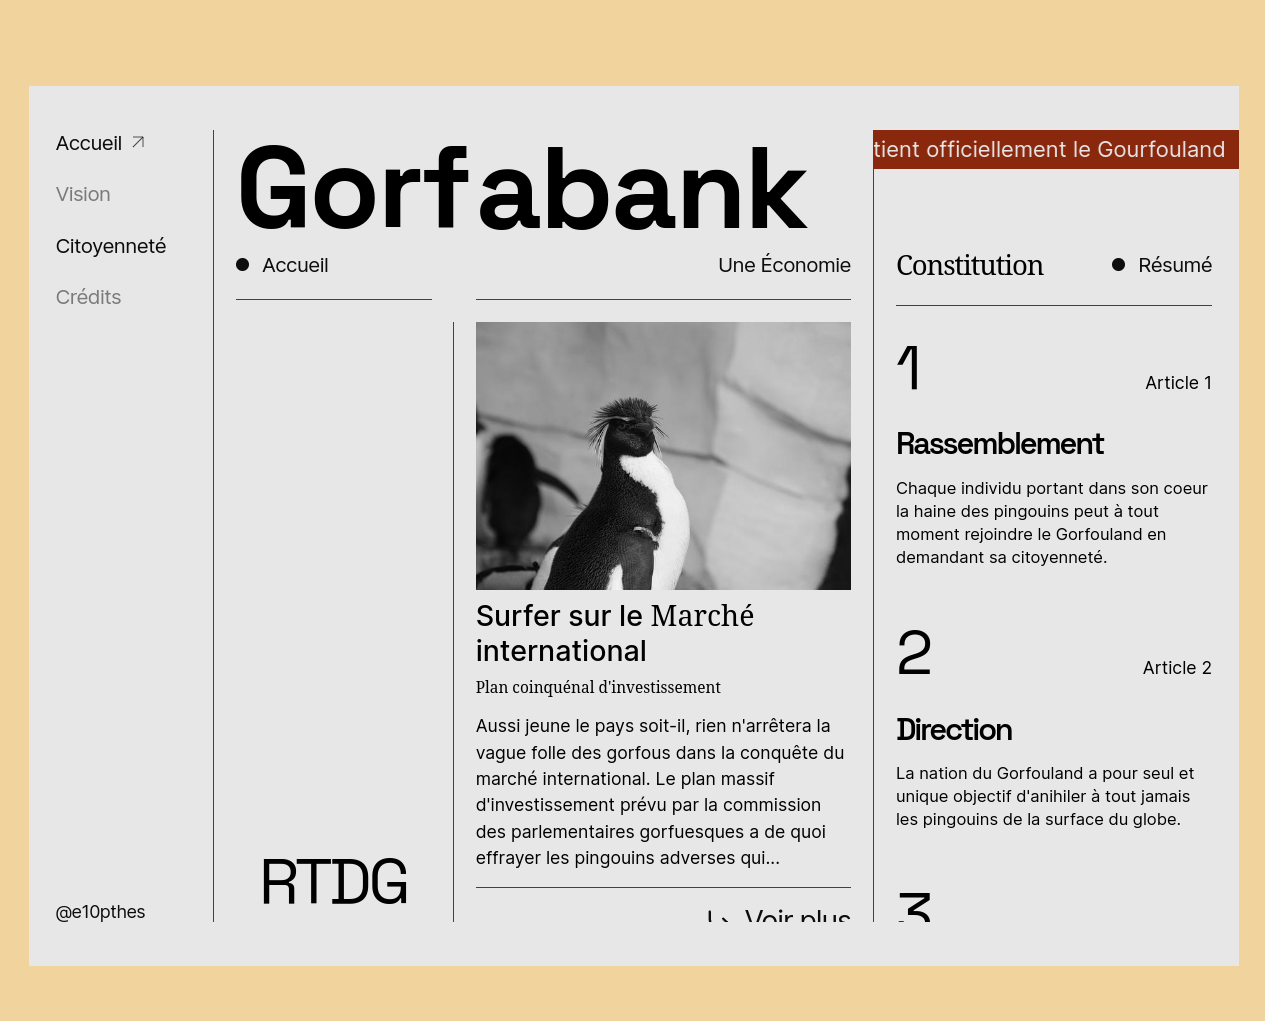 Accueil
Vision
Citoyenneté
Crédits
@e10pthes
Gorfabank
Accueil
Une Économie
RTDG
Surfer sur le Marché
international
Plan coinquénal d'investissement
Aussi jeune le pays soit-il, rien n'arrêtera la
vague folle des gorfous dans la conquête du
marché international. Le plan massif
d'investissement prévu par la commission
des parlementaires gorfuesques a de quoi
effrayer les pingouins adverses qui...
Voir plus
tient officiellement le Gourfouland
Constitution
Résumé
1
Article 1
Rassemblement
Chaque individu portant dans son coeur
la haine des pingouins peut à tout
moment rejoindre le Gorfouland en
demandant sa citoyenneté.
2
Article 2
Direction
La nation du Gorfouland a pour seul et
unique objectif d'anihiler à tout jamais
les pingouins de la surface du globe.
3